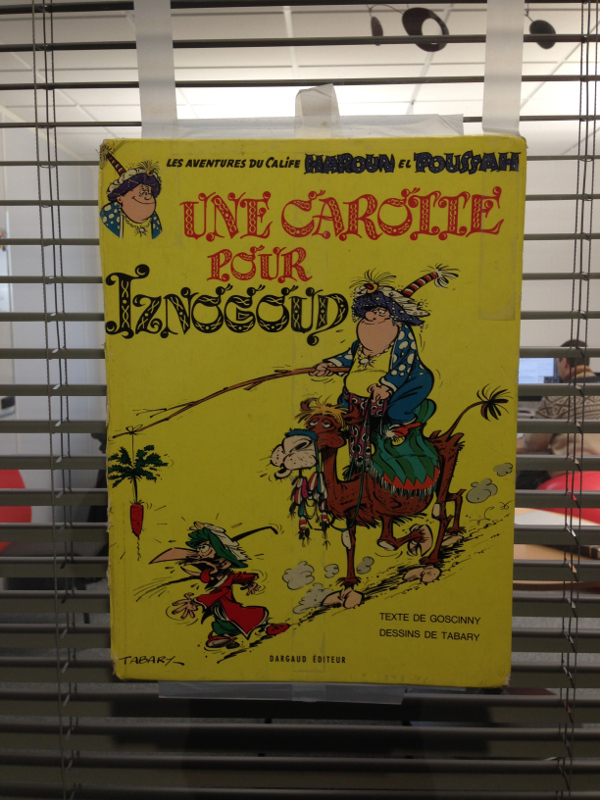 LES AVENTURES DU CALIFE HAROUN EL POUSSAH
UNE CAROTTE
POUR
IZNOGOUD
TEXTE DE GOSCINNY
DESSINS DE TABARY
TABARY
DARGAUD ÉDITEUR